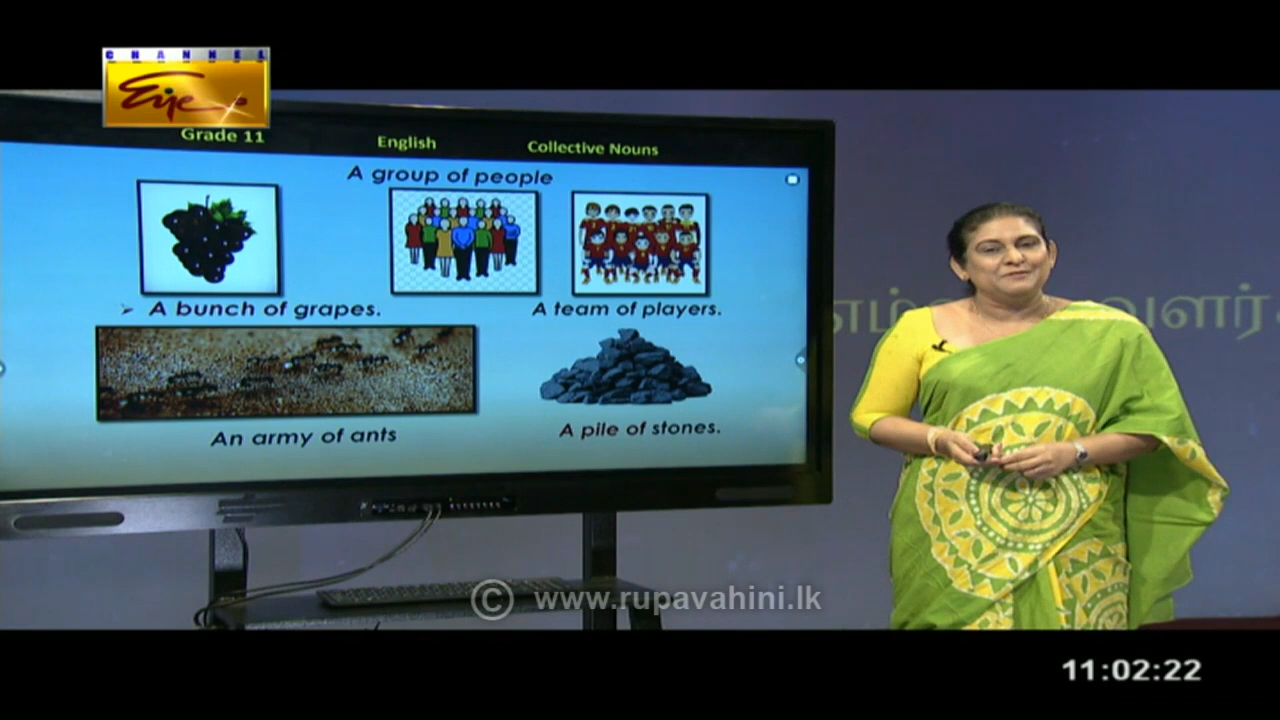 CHANNEL
Eye
Grade 11 English Collective Nouns
A group of people
➢ A bunch of grapes. A team of players.
An army of ants A pile of stones.
வளர்
© www.rupavahini.lk
11:02:22